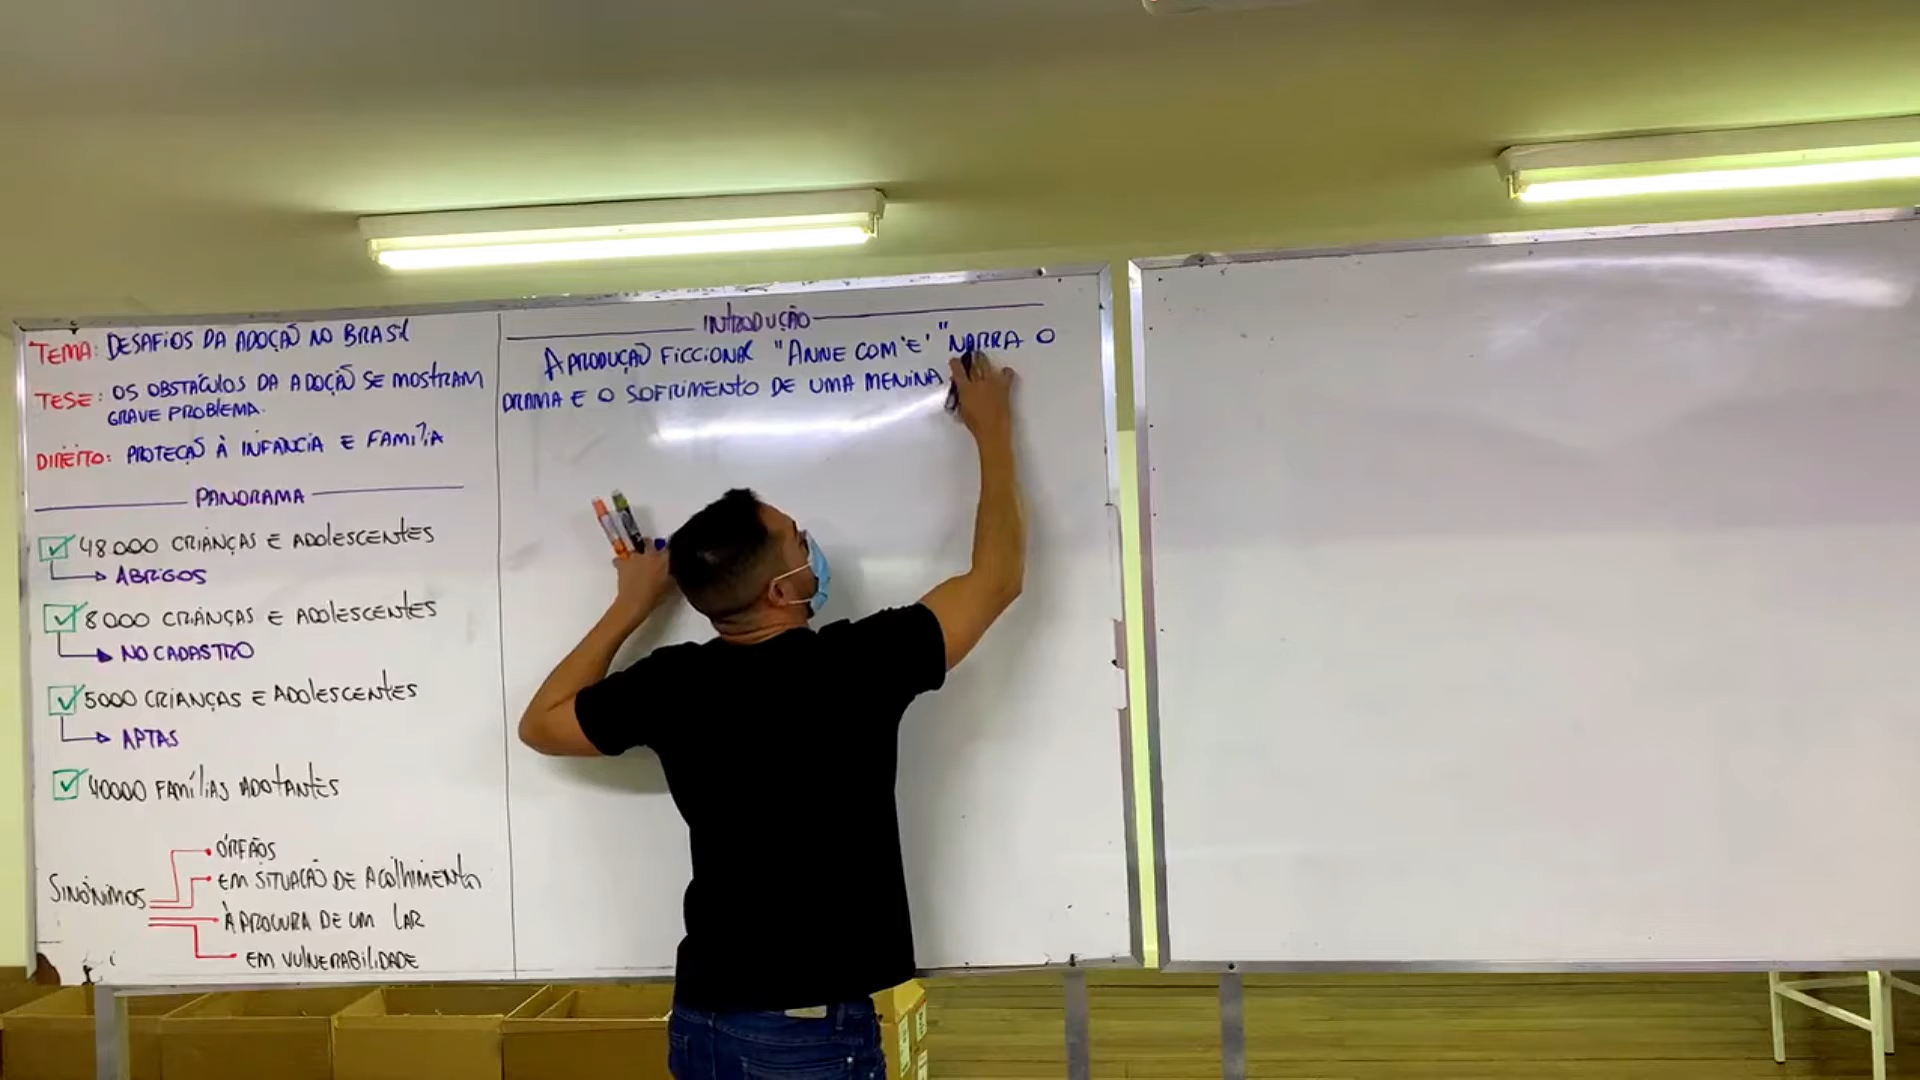 TEMA: DESAFIOS DA ADOÇÃO NO BRASIL
TESE: OS OBSTÁCULOS DA ADOÇÃO SE MOSTRAM
GRAVE PROBLEMA.
DIREITO: PROTEÇÃO À INFÂNCIA E FAMÍLIA
PANORAMA
48.000 CRIANÇAS E ADOLESCENTES
ABRIGOS
8000 CRIANÇAS E ADOLESCENTES
NO CADASTRO
5000 CRIANÇAS E ADOLESCENTES
APTAS
40000 FAMÍLIAS ADOTANTES
SINÔNIMOS
ÓRFÃOS
EM SITUAÇÃO DE ACOLHIMENTO
À PROCURA DE UM LAR
EM VULNERABILIDADE
INTRODUÇÃO
A PRODUÇÃO FICCIONAL "ANNE COM 'E'" NARRA O
DRAMA E O SOFRIMENTO DE UMA MENINA